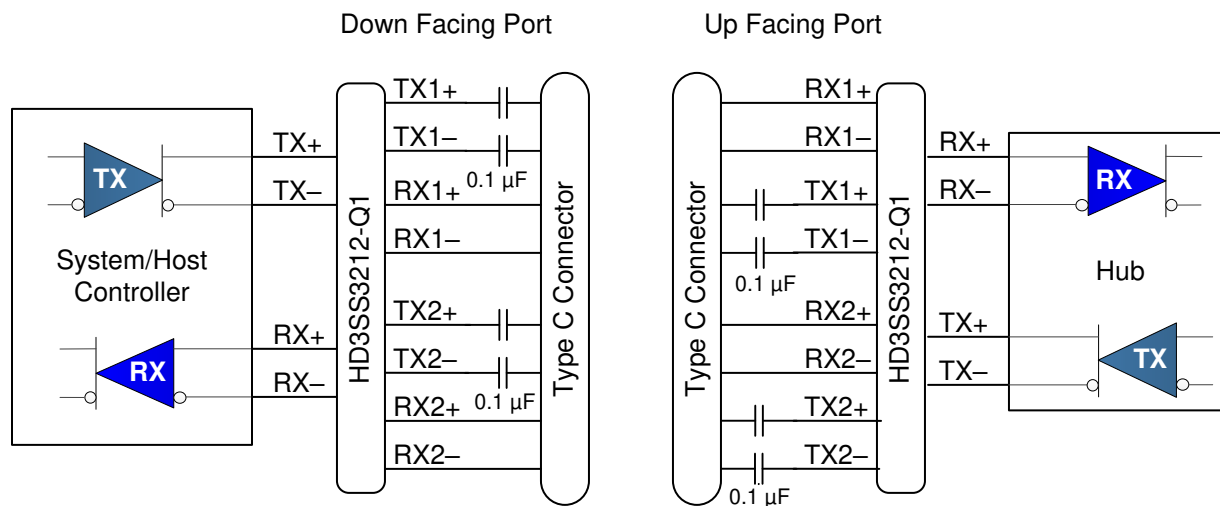 Down Facing Port
Up Facing Port
TX1+
TX1–
0.1 µF
RX1+
RX1–
TX2+
TX2–
0.1 µF
RX2+
RX2–
TX+
TX–
RX+
RX–
TX
System/Host
Controller
RX
HD3SS3212-Q1
Type C Connector
Type C Connector
RX1+
RX1–
TX1+
TX1–
0.1 µF
RX2+
RX2–
TX2+
TX2–
0.1 µF
HD3SS3212-Q1
RX+
RX–
TX+
TX–
RX
Hub
TX